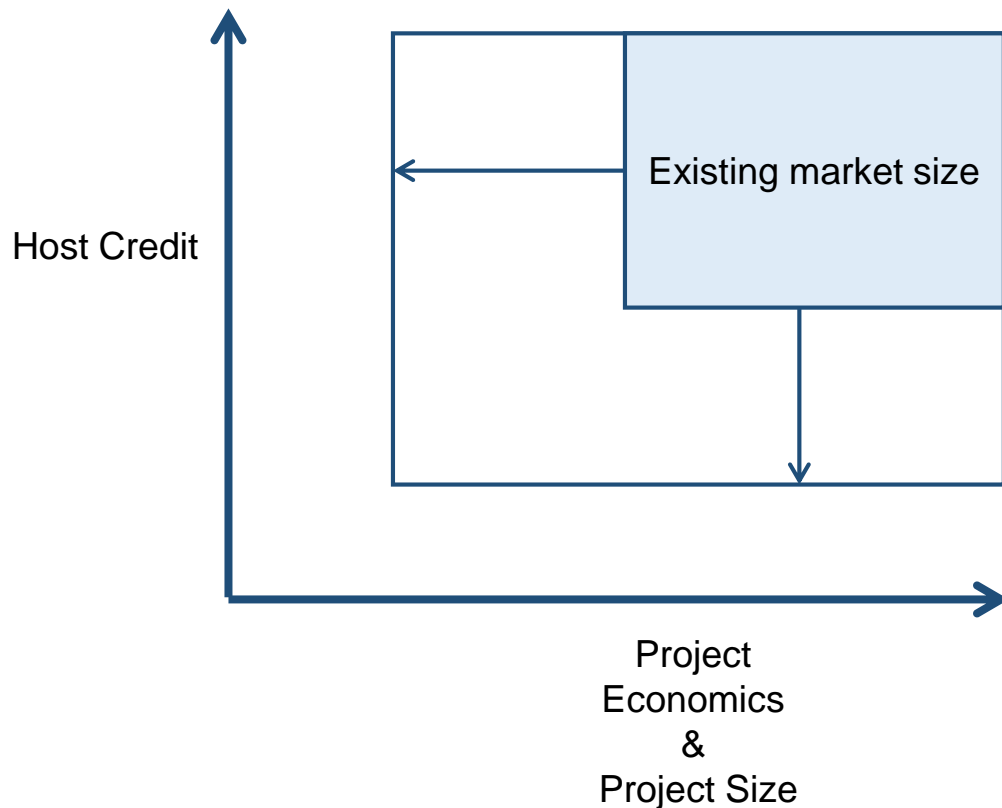 Existing market size
Host Credit
Project
Economics
&
Project Size